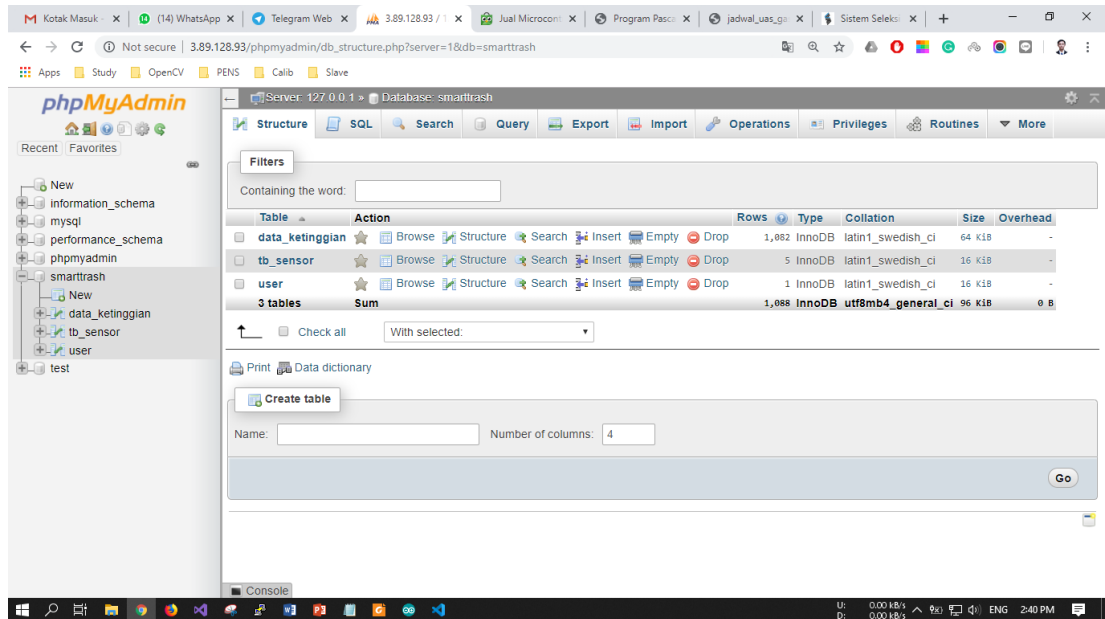 Kotak Masuk - (14) WhatsApp Telegram Web 3.89.128.93 / Jual Microcon Program Pasca jadwal_uas_ga Sistem Seleksi
Not secure 3.89.128.93/phpmyadmin/db_structure.php?server=1&db=smarttrash
Apps Study OpenCV PENS Calib Slave
phpMyAdmin
Recent Favorites
New
information_schema
mysql
performance_schema
phpmyadmin
smarttrash
New
data_ketinggian
tb_sensor
user
test
Server: 127.0.0.1 » Database: smarttrash
Structure SQL Search Query Export Import Operations Privileges Routines More
Filters
Containing the word:
Table Action Rows Type Collation Size Overhead
data_ketinggian Browse Structure Search Insert Empty Drop 1,082 InnoDB latin1_swedish_ci 64 KiB -
tb_sensor Browse Structure Search Insert Empty Drop 5 InnoDB latin1_swedish_ci 16 KiB -
user Browse Structure Search Insert Empty Drop 1 InnoDB latin1_swedish_ci 16 KiB -
3 tables Sum 1,088 InnoDB utf8mb4_general_ci 96 KiB 0 B
Check all With selected:
Print Data dictionary
Create table
Name: Number of columns: 4
Go
Console
U: 0.00 kB/s
D: 0.00 kB/s
ENG 2:40 PM